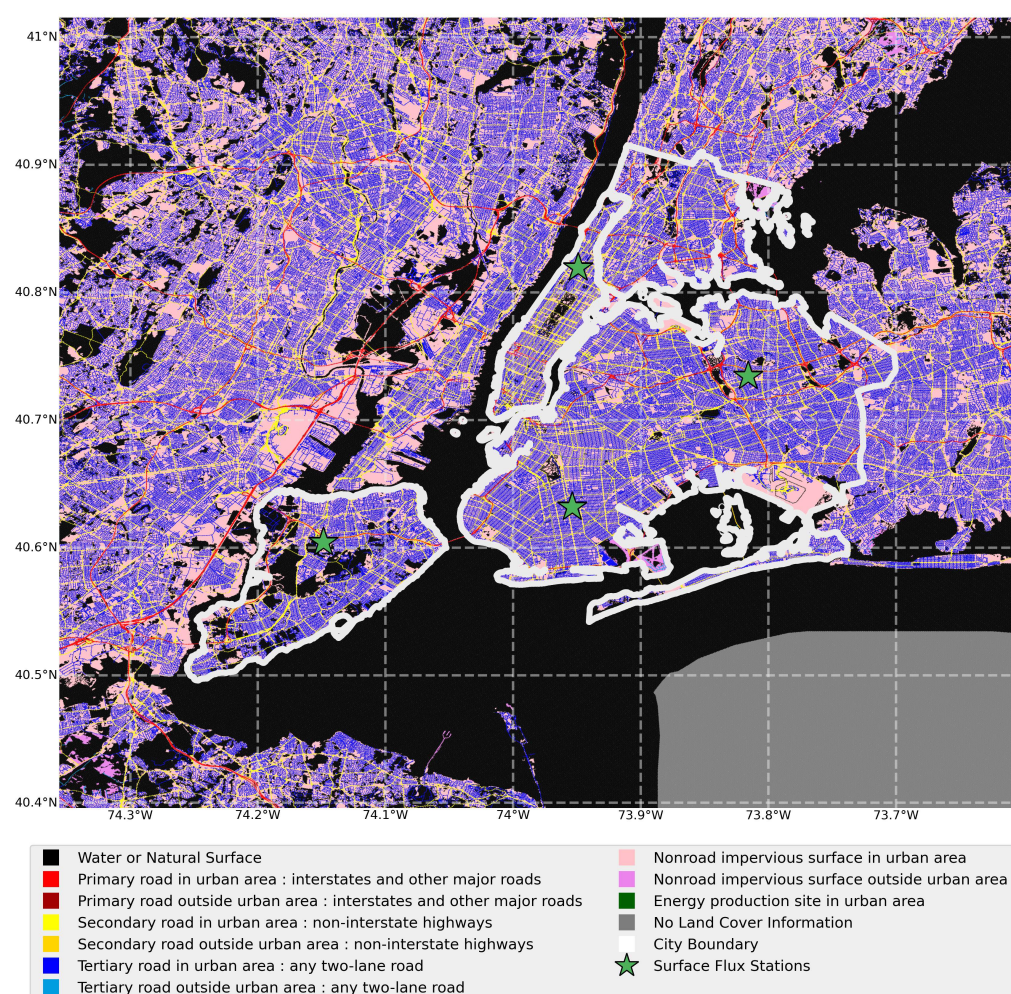 41°N
40.9°N
40.8°N
40.7°N
40.6°N
40.5°N
40.4°N
74.3°W 74.2°W 74.1°W 74°W 73.9°W 73.8°W 73.7°W
Water or Natural Surface
Primary road in urban area : interstates and other major roads
Primary road outside urban area : interstates and other major roads
Secondary road in urban area : non-interstate highways
Secondary road outside urban area : non-interstate highways
Tertiary road in urban area : any two-lane road
Tertiary road outside urban area : any two-lane road
Nonroad impervious surface in urban area
Nonroad impervious surface outside urban area
Energy production site in urban area
No Land Cover Information
City Boundary
Surface Flux Stations